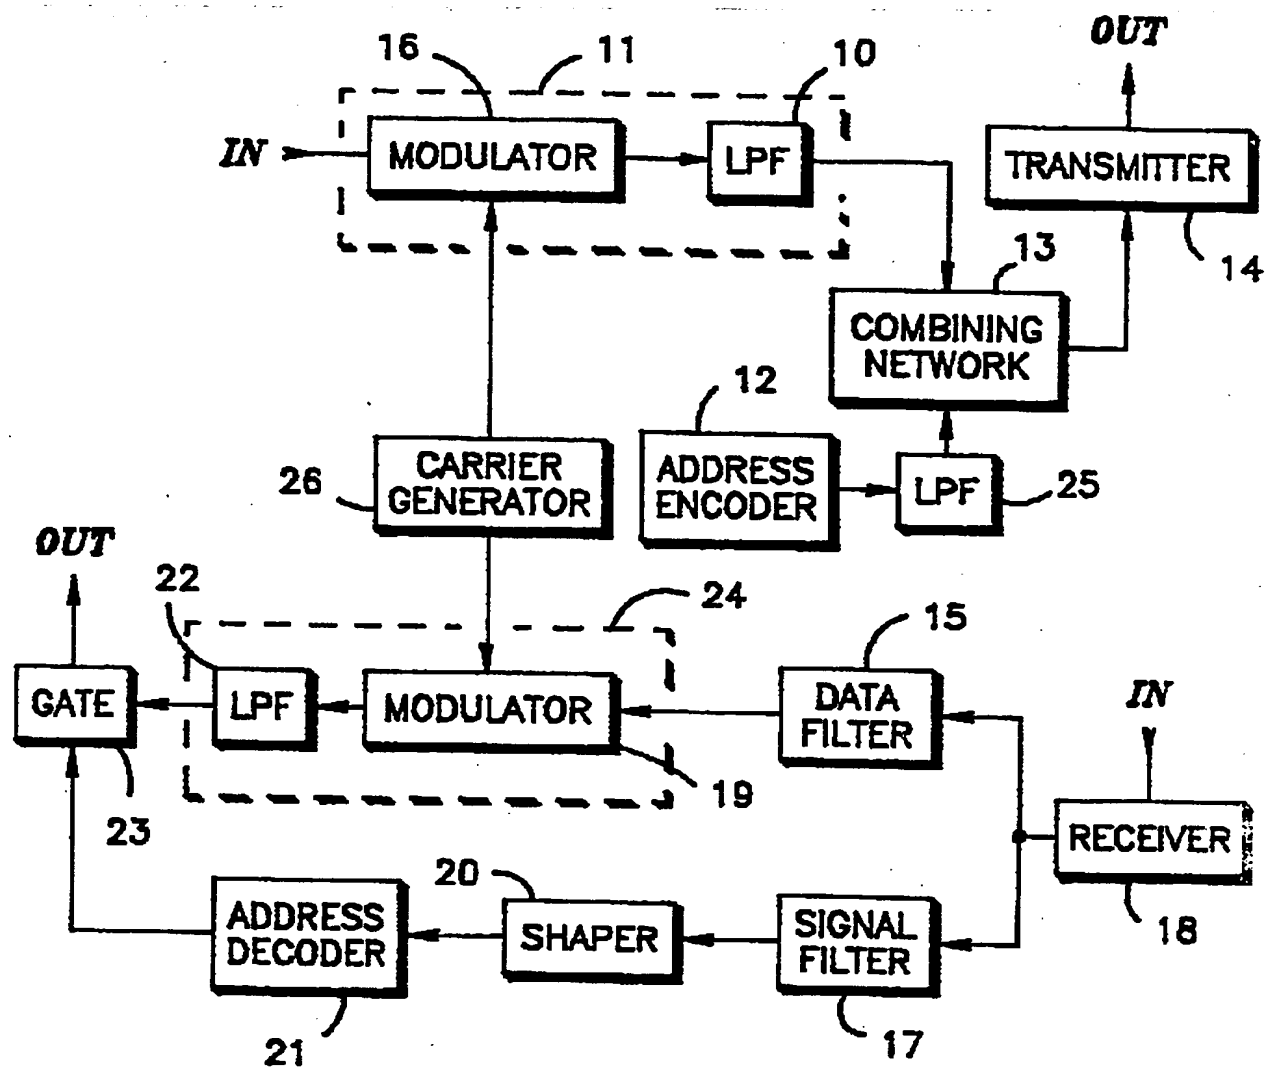 OUT
16
11
10
IN
MODULATOR
LPF
TRANSMITTER
13
14
COMBINING
NETWORK
12
26
CARRIER
GENERATOR
ADDRESS
ENCODER
LPF
25
OUT
22
24
15
GATE
LPF
MODULATOR
DATA
FILTER
IN
23
19
RECEIVER
20
18
ADDRESS
DECODER
SHAPER
SIGNAL
FILTER
21
17